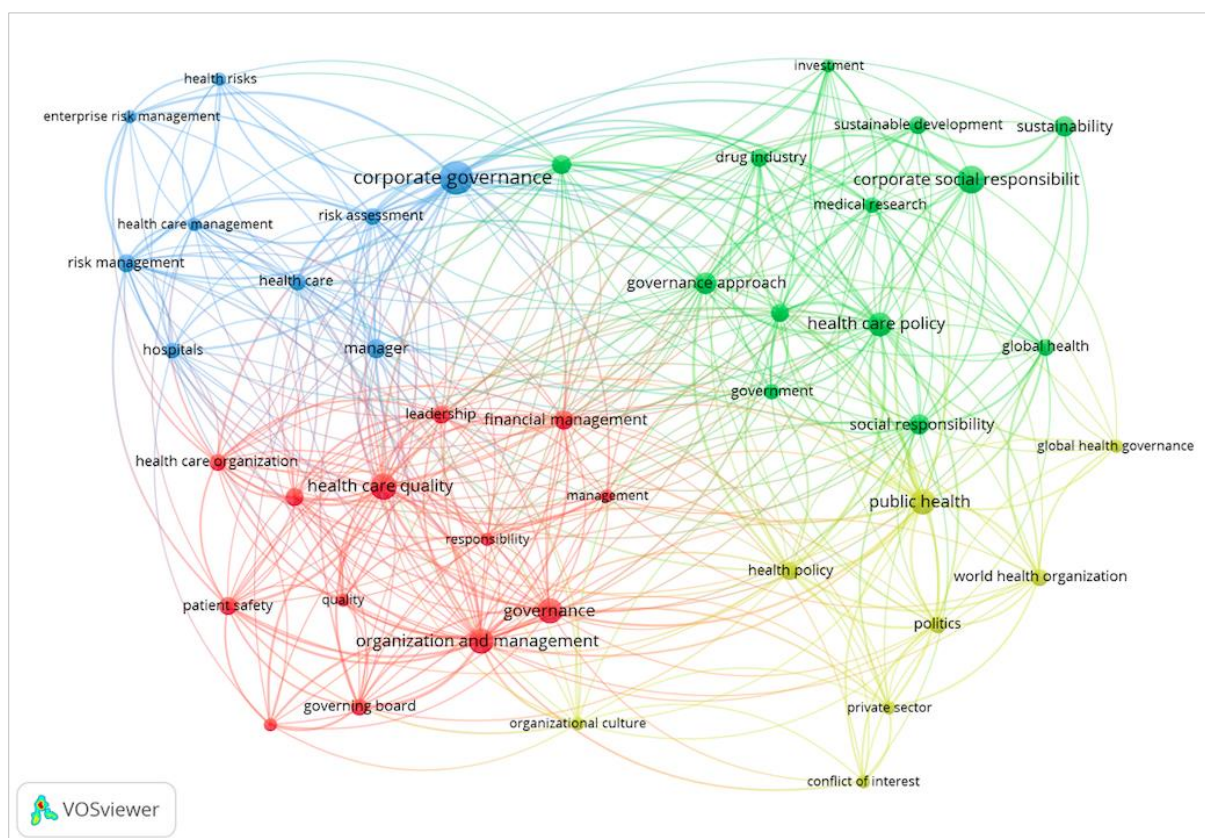 investment
health risks
enterprise risk management
sustainable development
sustainability
drug industry
corporate governance
corporate social responsibilit
medical research
risk assessment
health care management
risk management
health care
governance approach
health care policy
hospitals
manager
global health
government
leadership
financial management
social responsibility
global health governance
health care organization
health care quality
management
public health
responsibility
health policy
world health organization
patient safety
quality
governance
politics
organization and management
governing board
private sector
organizational culture
conflict of interest
VOSviewer